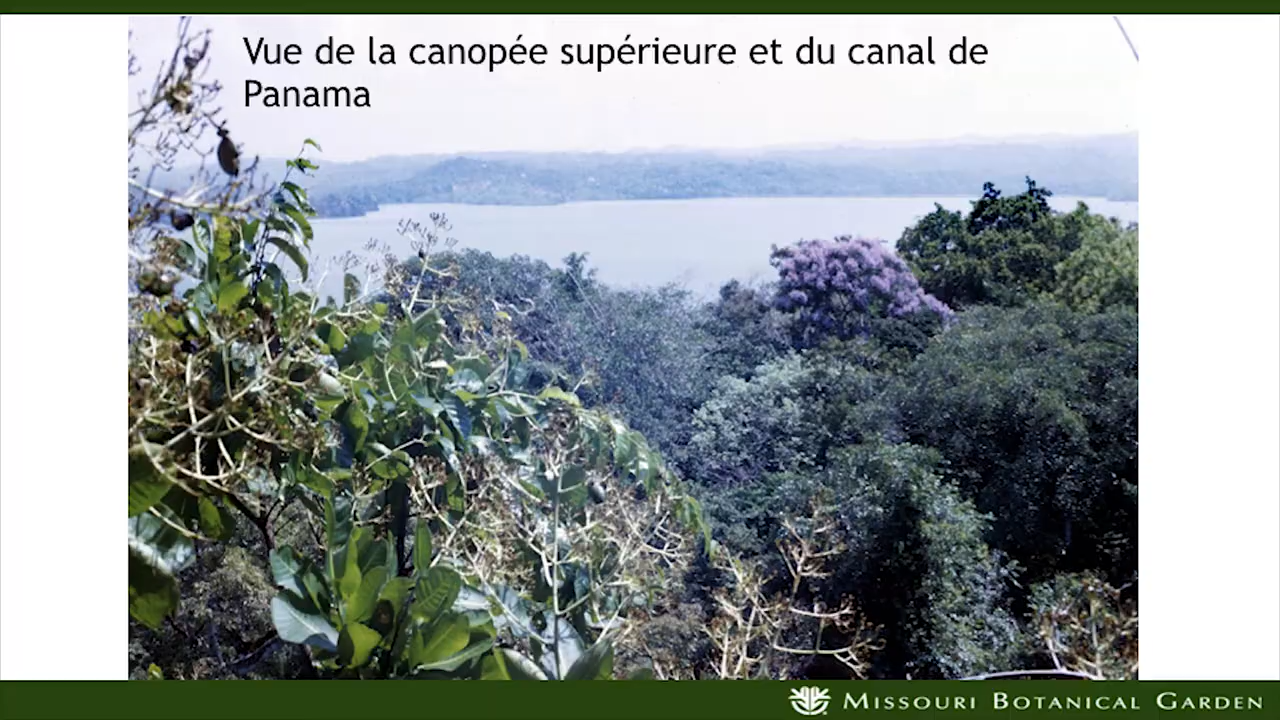 Vue de la canopée supérieure et du canal de
Panama
MISSOURI BOTANICAL GARDEN